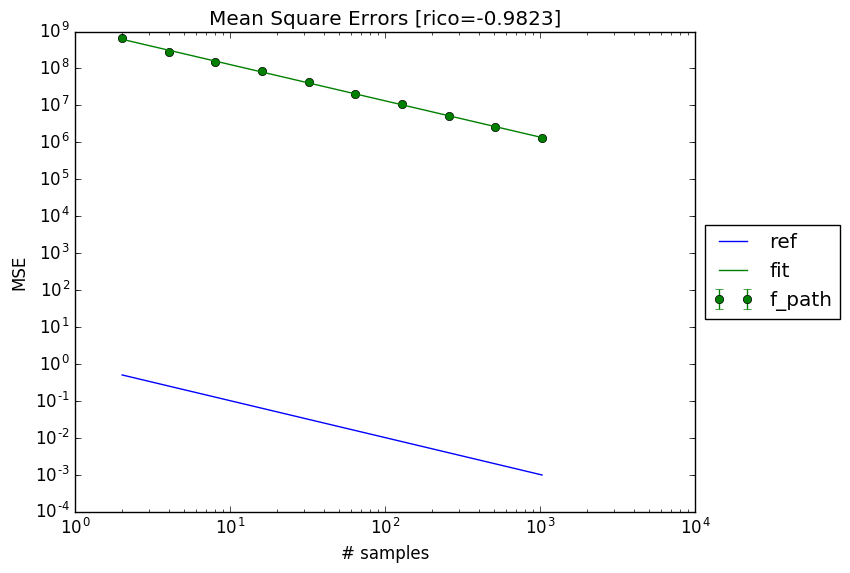 Mean Square Errors [rico=-0.9823]
MSE
10^9
10^8
10^7
10^6
10^5
10^4
10^3
10^2
10^1
10^0
10^-1
10^-2
10^-3
10^-4
10^0 10^1 10^2 10^3 10^4
# samples
ref
fit
f_path